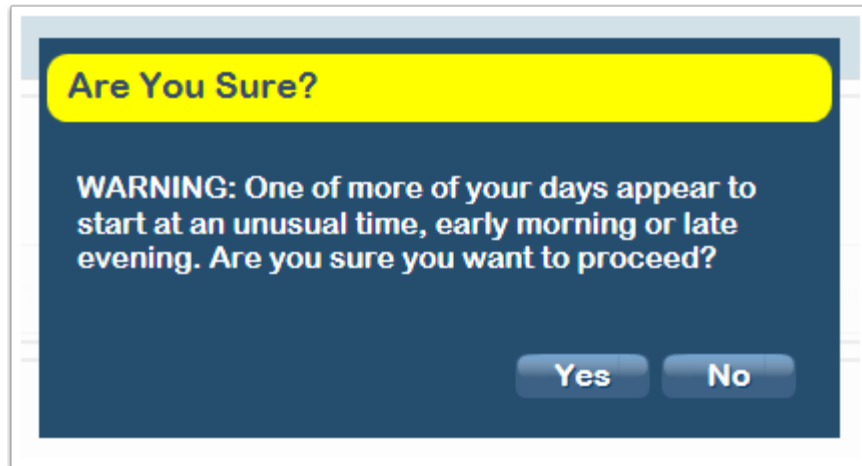 Are You Sure?
WARNING: One of more of your days appear to
start at an unusual time, early morning or late
evening. Are you sure you want to proceed?
Yes No